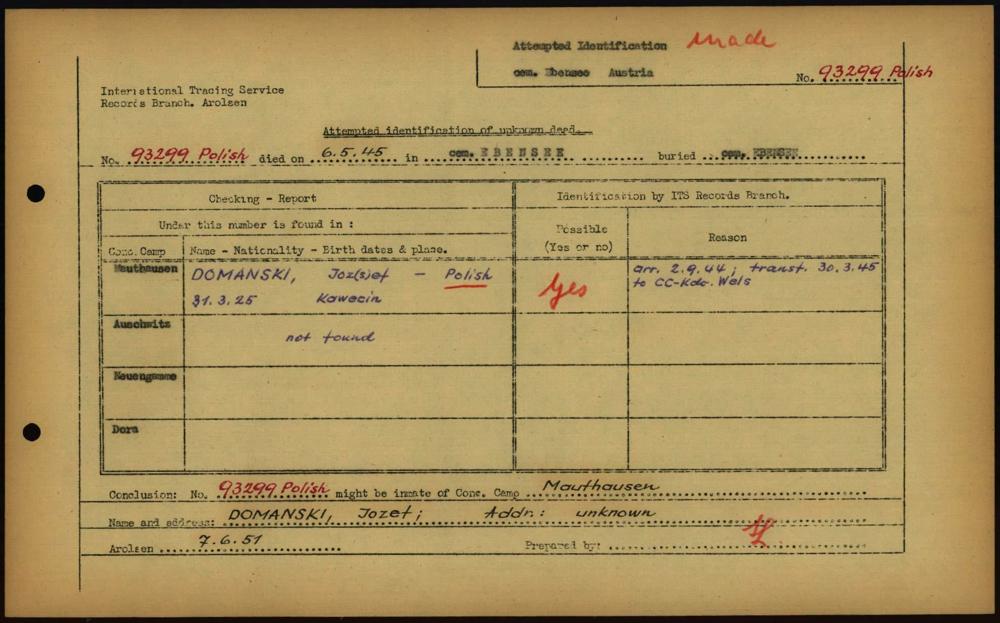 Attempted Identification made
cem. Ebensee Austria
No. 93299 Polish
International Tracing Service
Records Branch. Arolsen
Attempted identification of unknown dead.
No. 93299 Polish died on 6.5.45 in cem. EBENSEE buried cem. EBENSEE
Checking - Report
Identification by ITS Records Branch.
Under this number is found in :
Possible
(Yes or no)
Reason
Conc. Camp
Name - Nationality - Birth dates & place.
Mauthausen
DOMANSKI, Joz(s)ef - Polish
31.3.25 Kawecin
Yes
arr. 2.9.44; transf. 30.3.45
to CC-Kdo. Wels
Auschwitz
not found
Neuengamme
Dora
Conclusion: No. 93299 Polish might be inmate of Conc. Camp Mauthausen
Name and address: DOMANSKI, Jozef; Addr.: unknown
Arolsen 7.6.51 Prepared by: